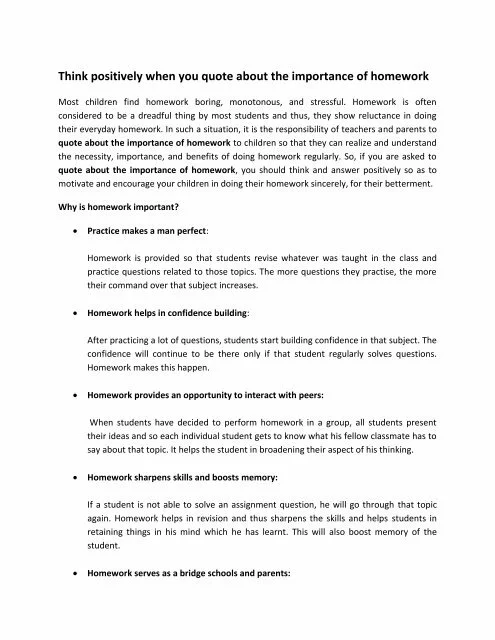 Think positively when you quote about the importance of homework
Most children find homework boring, monotonous, and stressful. Homework is often
considered to be a dreadful thing by most students and thus, they show reluctance in doing
their everyday homework. In such a situation, it is the responsibility of teachers and parents to
quote about the importance of homework to children so that they can realize and understand
the necessity, importance, and benefits of doing homework regularly. So, if you are asked to
quote about the importance of homework, you should think and answer positively so as to
motivate and encourage your children in doing their homework sincerely, for their betterment.
Why is homework important?
• Practice makes a man perfect:
Homework is provided so that students revise whatever was taught in the class and
practice questions related to those topics. The more questions they practise, the more
their command over that subject increases.
• Homework helps in confidence building:
After practicing a lot of questions, students start building confidence in that subject. The
confidence will continue to be there only if that student regularly solves questions.
Homework makes this happen.
• Homework provides an opportunity to interact with peers:
When students have decided to perform homework in a group, all students present
their ideas and so each individual student gets to know what his fellow classmate has to
say about that topic. It helps the student in broadening their aspect of his thinking.
• Homework sharpens skills and boosts memory:
If a student is not able to solve an assignment question, he will go through that topic
again. Homework helps in revision and thus sharpens the skills and helps students in
retaining things in his mind which he has learnt. This will also boost memory of the
student.
• Homework serves as a bridge schools and parents: